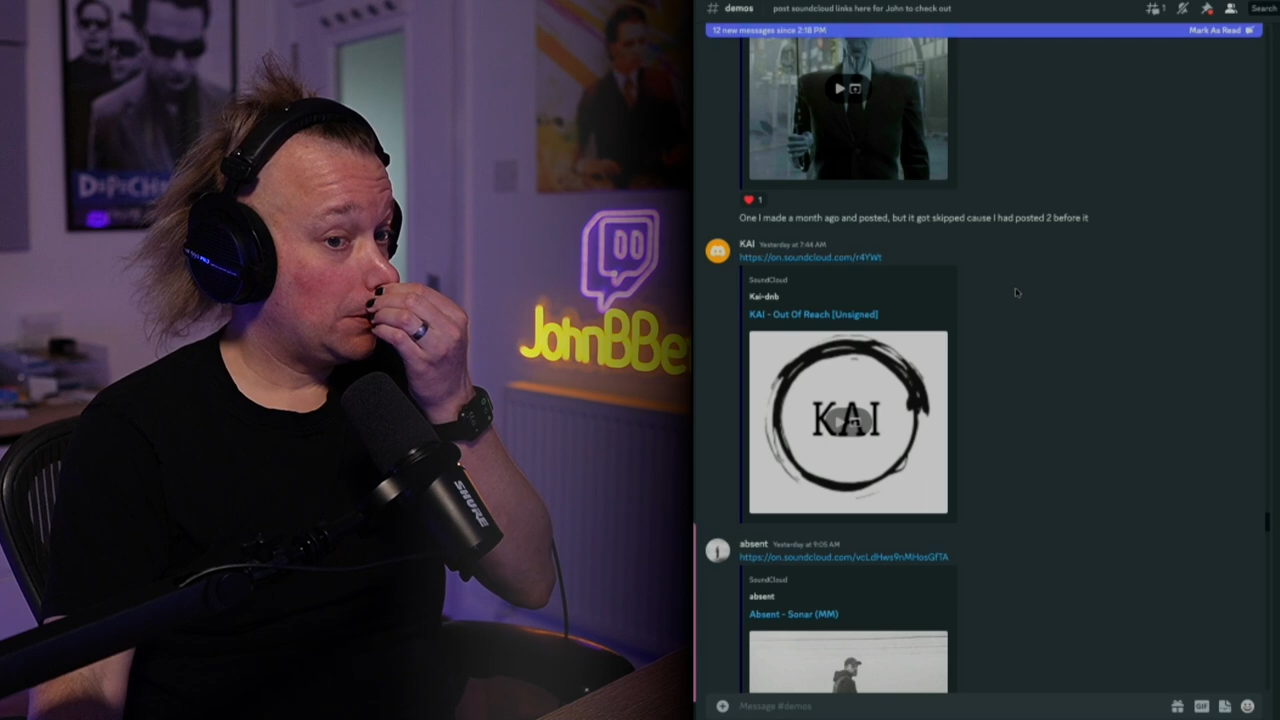 # demos
post soundcloud links here for John to check out
1
Search
12 new messages since 2:18 PM
Mark As Read
1
One I made a month ago and posted, but it got skipped cause I had posted 2 before it
KAI Yesterday at 7:44 AM
https://on.soundcloud.com/r4YWt
SoundCloud
Kai-dnb
KAI - Out Of Reach [Unsigned]
KAI
absent Yesterday at 9:05 AM
https://on.soundcloud.com/vcLdHws9nMHosGfTA
SoundCloud
absent
Absent - Sonar (MM)
Message #demos
GIF
DEPECH
JohnBBe
SHURE